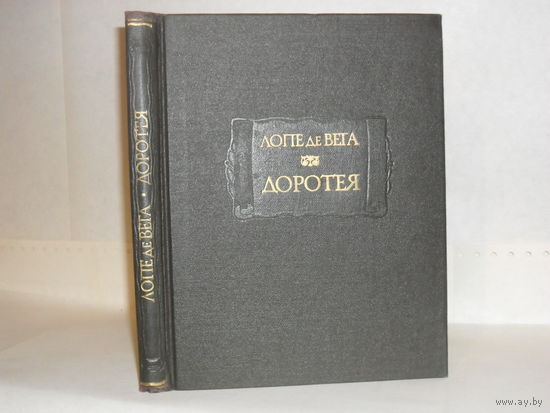 ЛОПЕ ДЕ ВЕГА
ДОРОТЕЯ
ЛОПЕ ДЕ ВЕГА • ДОРОТЕЯ
www.ay.by